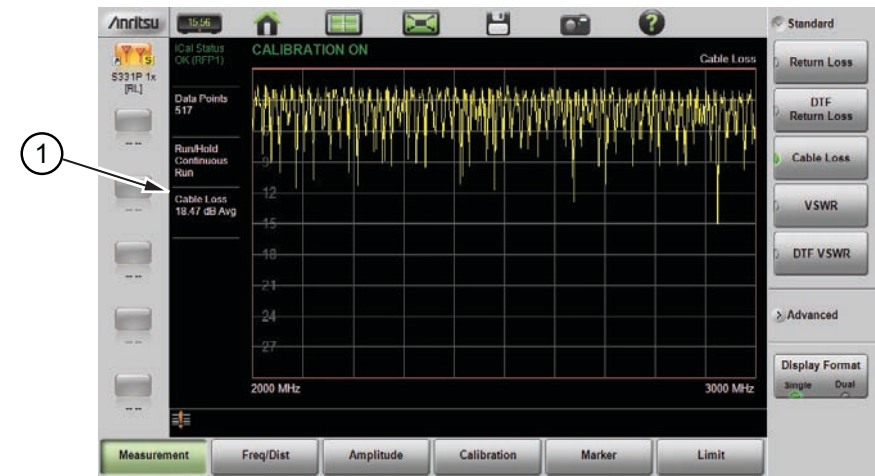 Anritsu 15:56 ?
iCal Status
OK (RFP1)
S331P 1x
[RL]
Data Points
517
Run/Hold
Continuous
Run
Cable Loss
18.47 dB Avg
-- --
-- --
-- --
-- --
-- --
1
CALIBRATION ON
Cable Loss
-9
-12
-15
-18
-21
-24
-27
2000 MHz 3000 MHz
Standard
Return Loss
DTF
Return Loss
Cable Loss
VSWR
DTF VSWR
Advanced
Display Format
Single Dual
Measurement Freq/Dist Amplitude Calibration Marker Limit